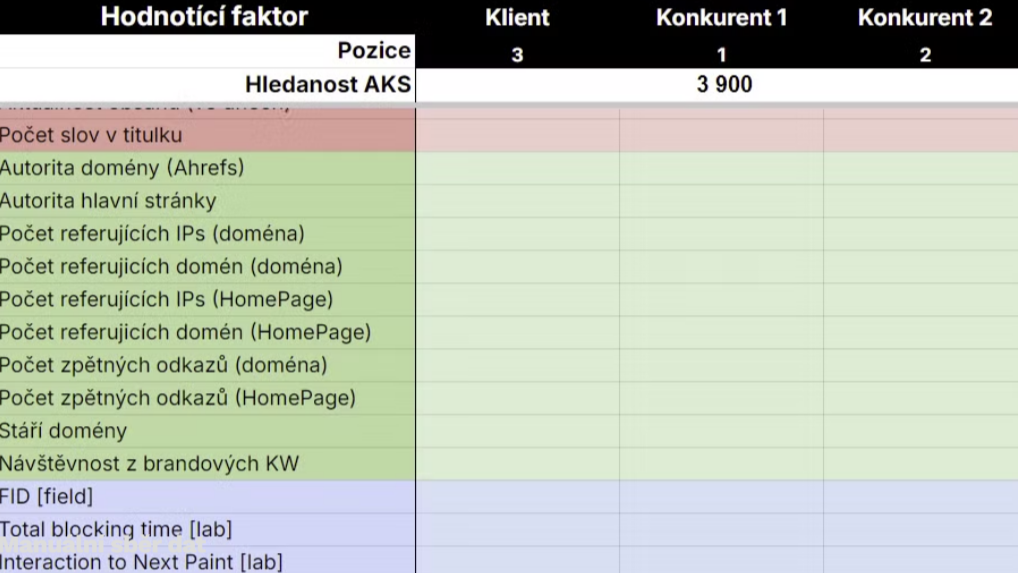 Hodnotící faktor Klient Konkurent 1 Konkurent 2
Pozice 3 1 2
Hledanost AKS 3 900
Počet slov v titulku
Autorita domény (Ahrefs)
Autorita hlavní stránky
Počet referujících IPs (doména)
Počet referujicích domén (doména)
Počet referujících IPs (HomePage)
Počet referujicích domén (HomePage)
Počet zpětných odkazů (doména)
Počet zpětných odkazů (HomePage)
Stáří domény
Návštěvnost z brandových KW
FID [field]
Total blocking time [lab]
Interaction to Next Paint [lab]